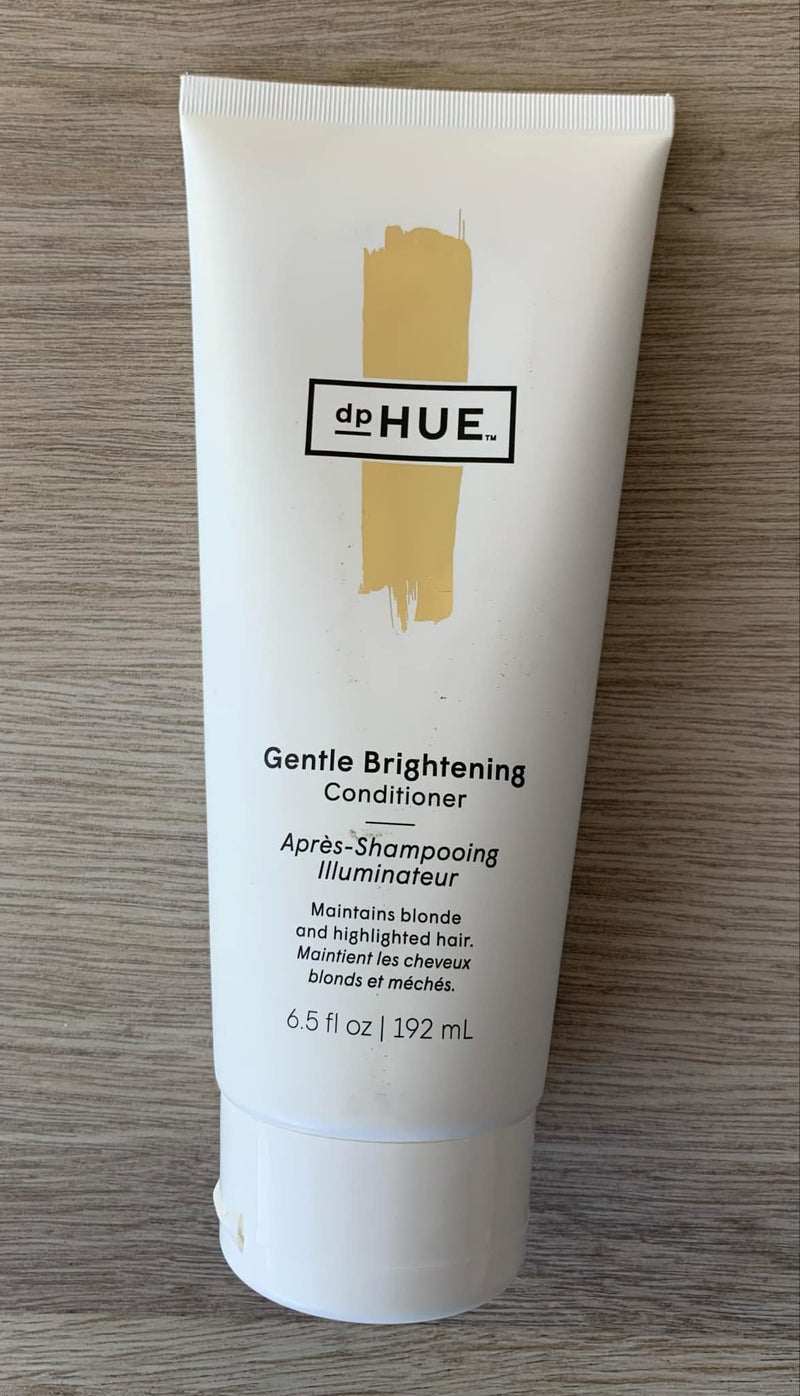 dpHUE™
Gentle Brightening
Conditioner
Après-Shampooing
Illuminateur
Maintains blonde
and highlighted hair.
Maintient les cheveux
blonds et méchés.
6.5 fl oz | 192 mL